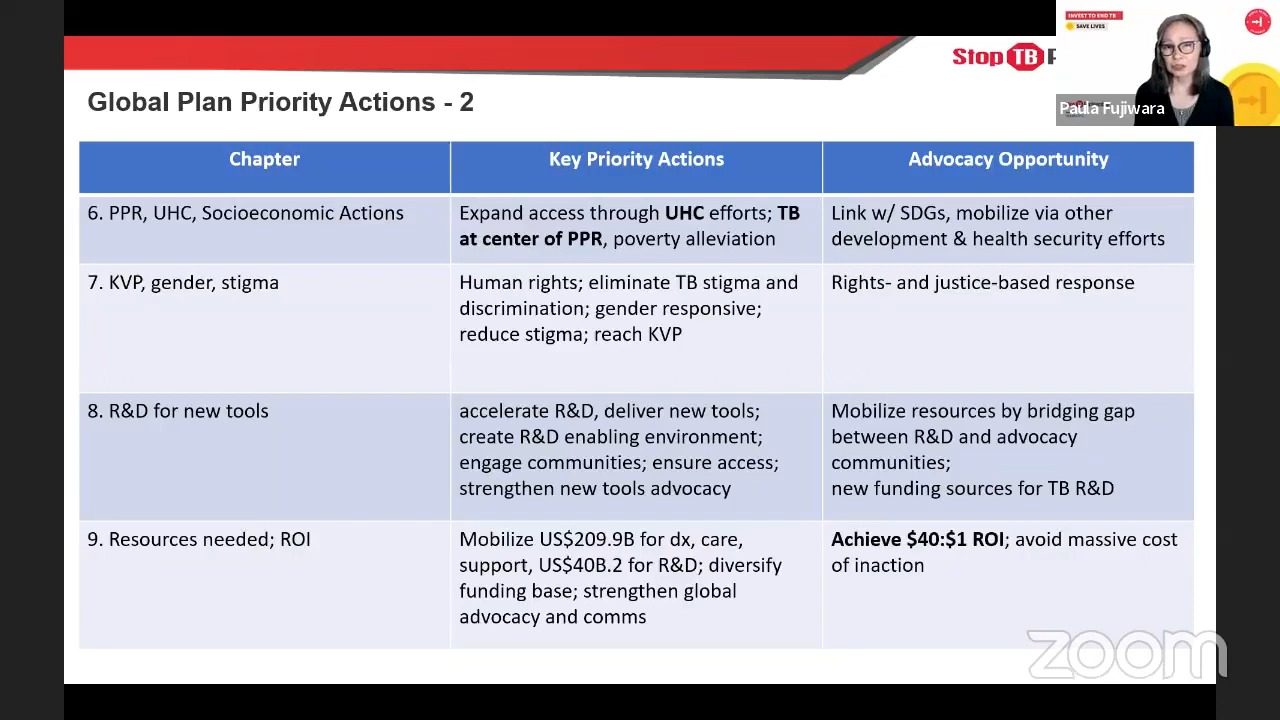 INVEST TO END TB
SAVE LIVES
Stop TB P
Paula Fujiwara
Global Plan Priority Actions - 2
Chapter
Key Priority Actions
Advocacy Opportunity
6. PPR, UHC, Socioeconomic Actions
Expand access through UHC efforts; TB
at center of PPR, poverty alleviation
Link w/ SDGs, mobilize via other
development & health security efforts
7. KVP, gender, stigma
Human rights; eliminate TB stigma and
discrimination; gender responsive;
reduce stigma; reach KVP
Rights- and justice-based response
8. R&D for new tools
accelerate R&D, deliver new tools;
create R&D enabling environment;
engage communities; ensure access;
strengthen new tools advocacy
Mobilize resources by bridging gap
between R&D and advocacy
communities;
new funding sources for TB R&D
9. Resources needed; ROI
Mobilize US$209.9B for dx, care,
support, US$40B.2 for R&D; diversify
funding base; strengthen global
advocacy and comms
Achieve $40:$1 ROI; avoid massive cost
of inaction
zoom